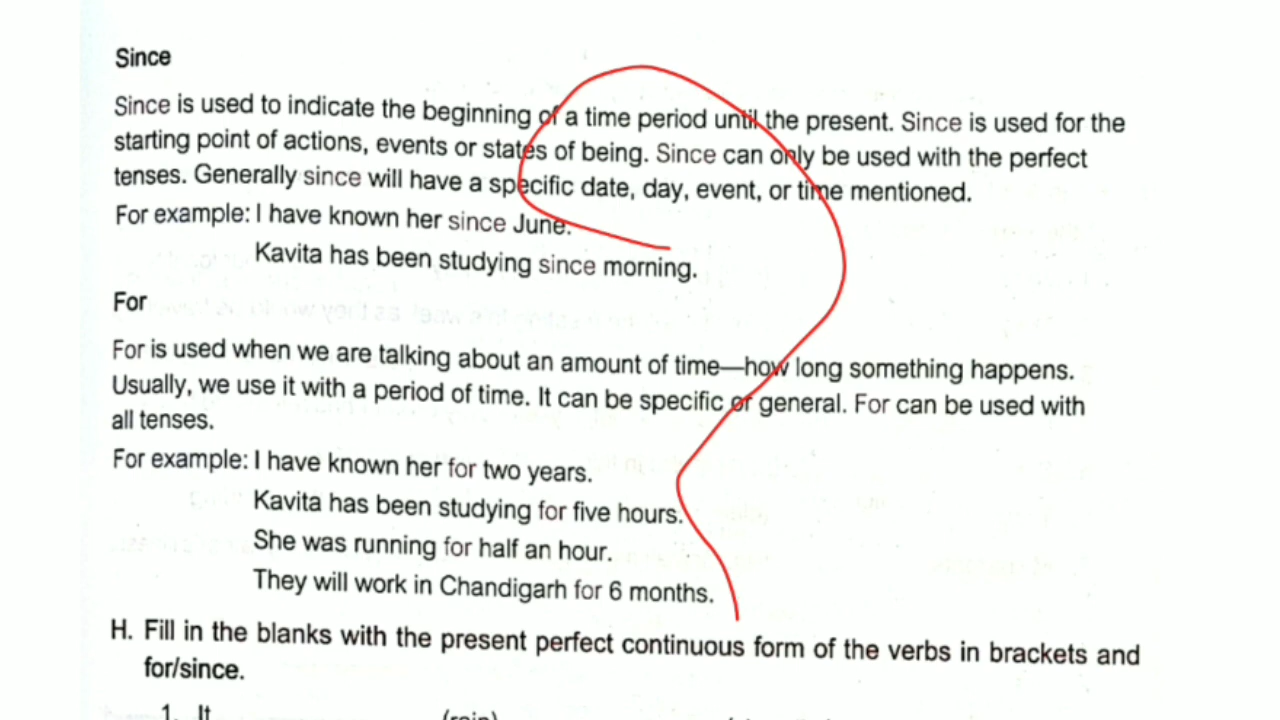 Since
Since is used to indicate the beginning of a time period until the present. Since is used for the
starting point of actions, events or states of being. Since can only be used with the perfect
tenses. Generally since will have a specific date, day, event, or time mentioned.
For example: I have known her since June.
Kavita has been studying since morning.
For
For is used when we are talking about an amount of time—how long something happens.
Usually, we use it with a period of time. It can be specific or general. For can be used with
all tenses.
For example: I have known her for two years.
Kavita has been studying for five hours.
She was running for half an hour.
They will work in Chandigarh for 6 months.
H. Fill in the blanks with the present perfect continuous form of the verbs in brackets and
for/since.
1. It (rain)